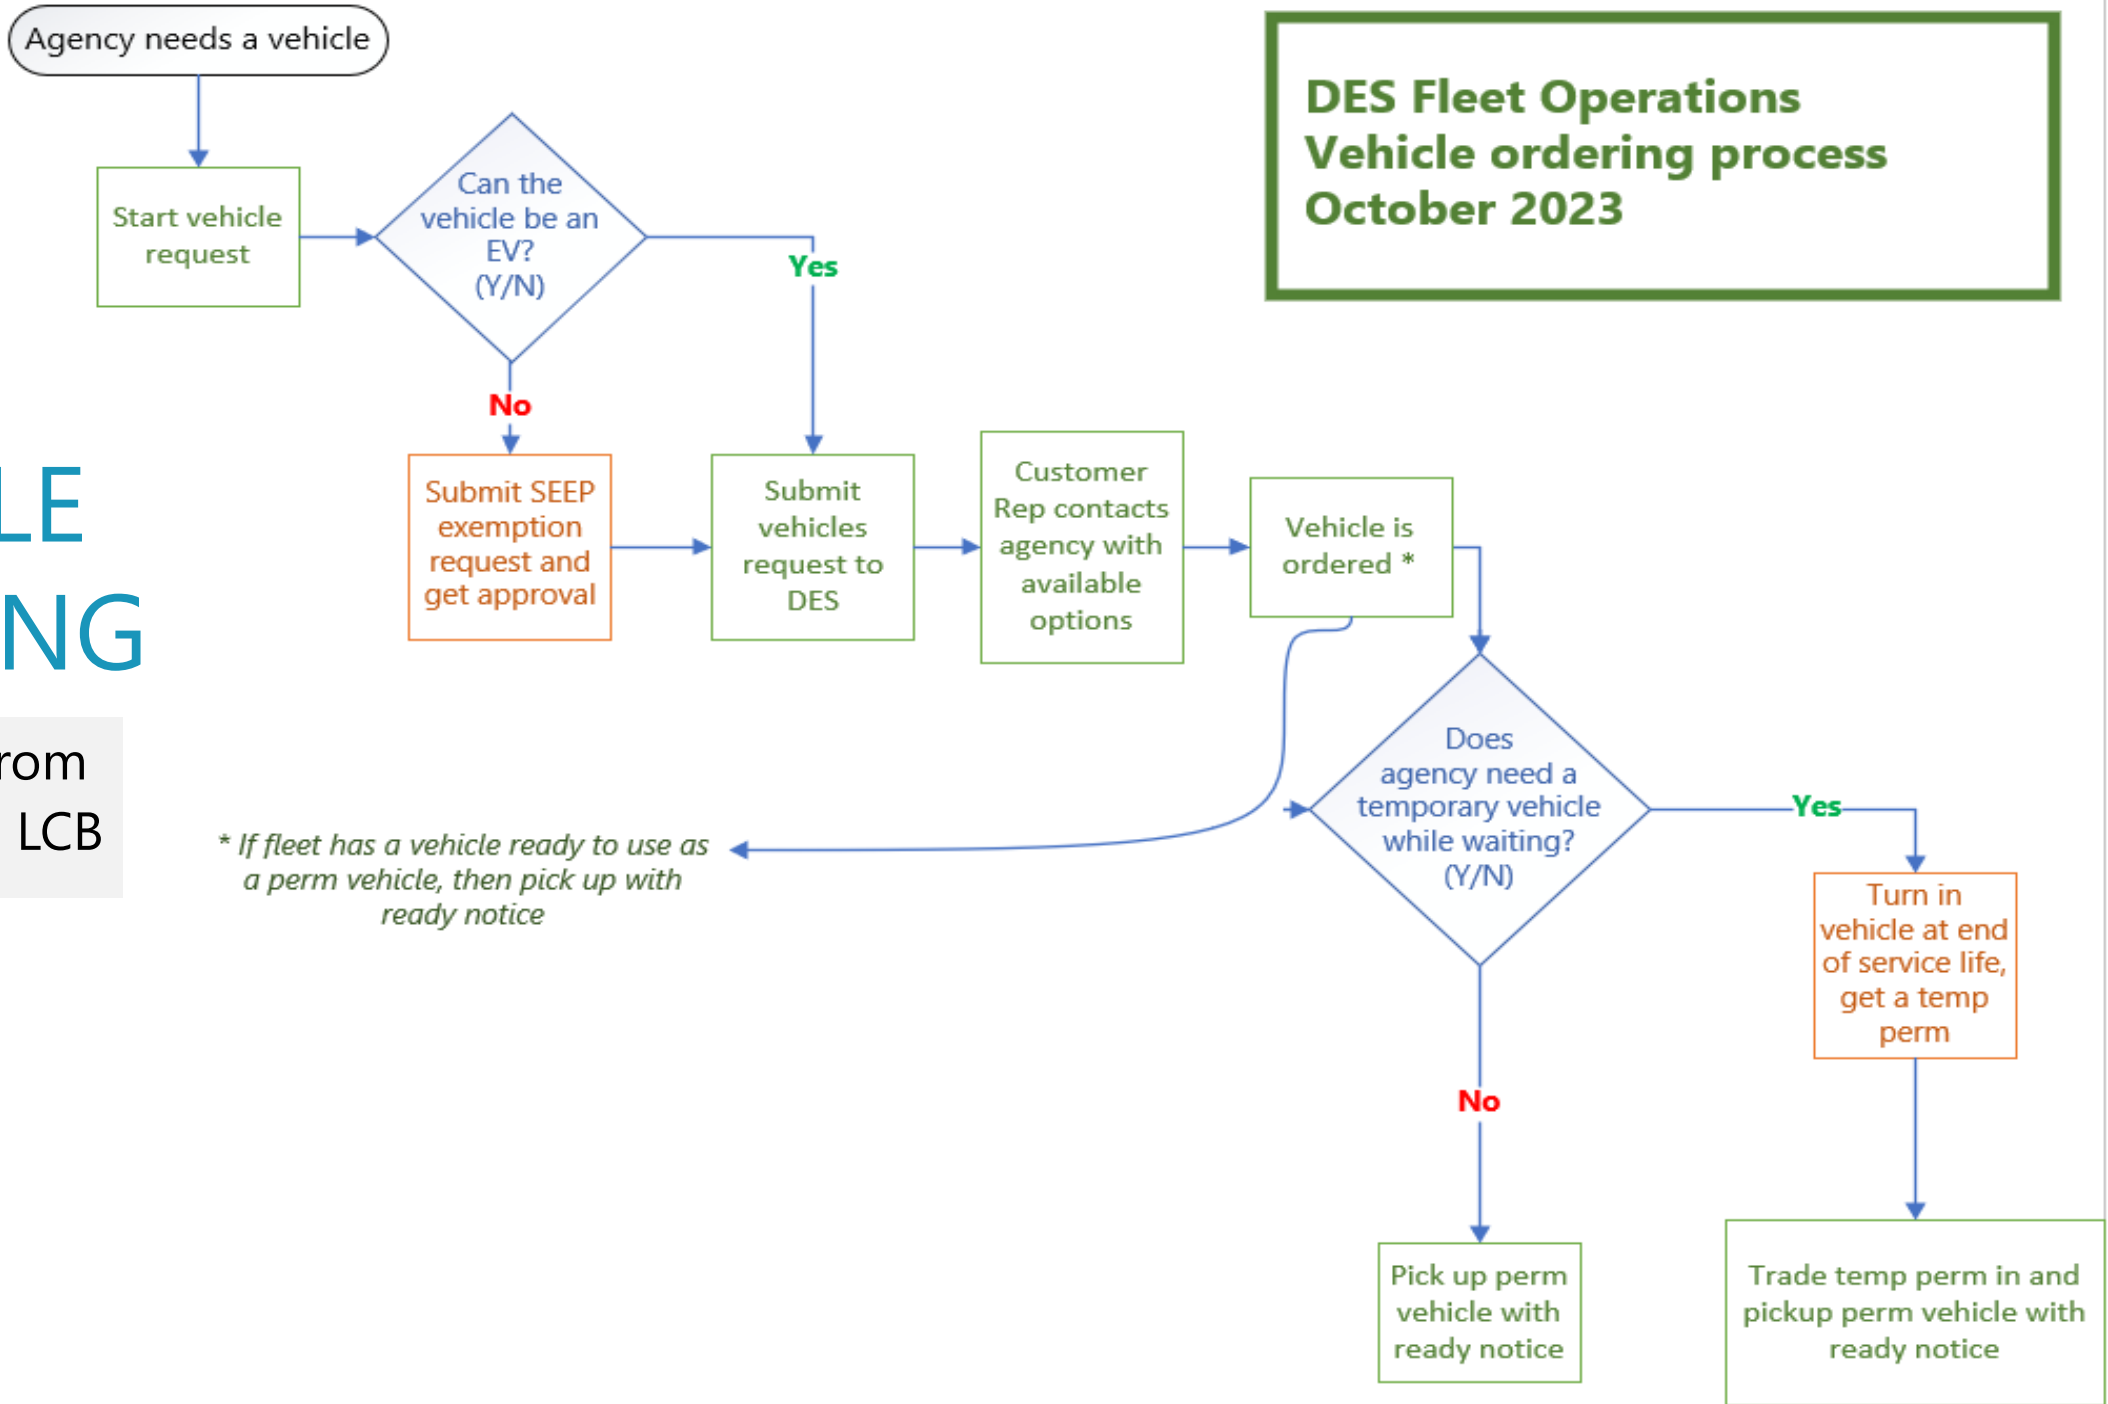 Agency needs a vehicle
DES Fleet Operations
Vehicle ordering process
October 2023
Start vehicle
request
Can the
vehicle be an
EV?
(Y/N)
Yes
No
LE
NG
rom
LCB
Submit SEEP
exemption
request and
get approval
Submit
vehicles
request to
DES
Customer
Rep contacts
agency with
available
options
Vehicle is
ordered *
* If fleet has a vehicle ready to use as
a perm vehicle, then pick up with
ready notice
Does
agency need a
temporary vehicle
while waiting?
(Y/N)
Yes
Turn in
vehicle at end
of service life,
get a temp
perm
No
Pick up perm
vehicle with
ready notice
Trade temp perm in and
pickup perm vehicle with
ready notice